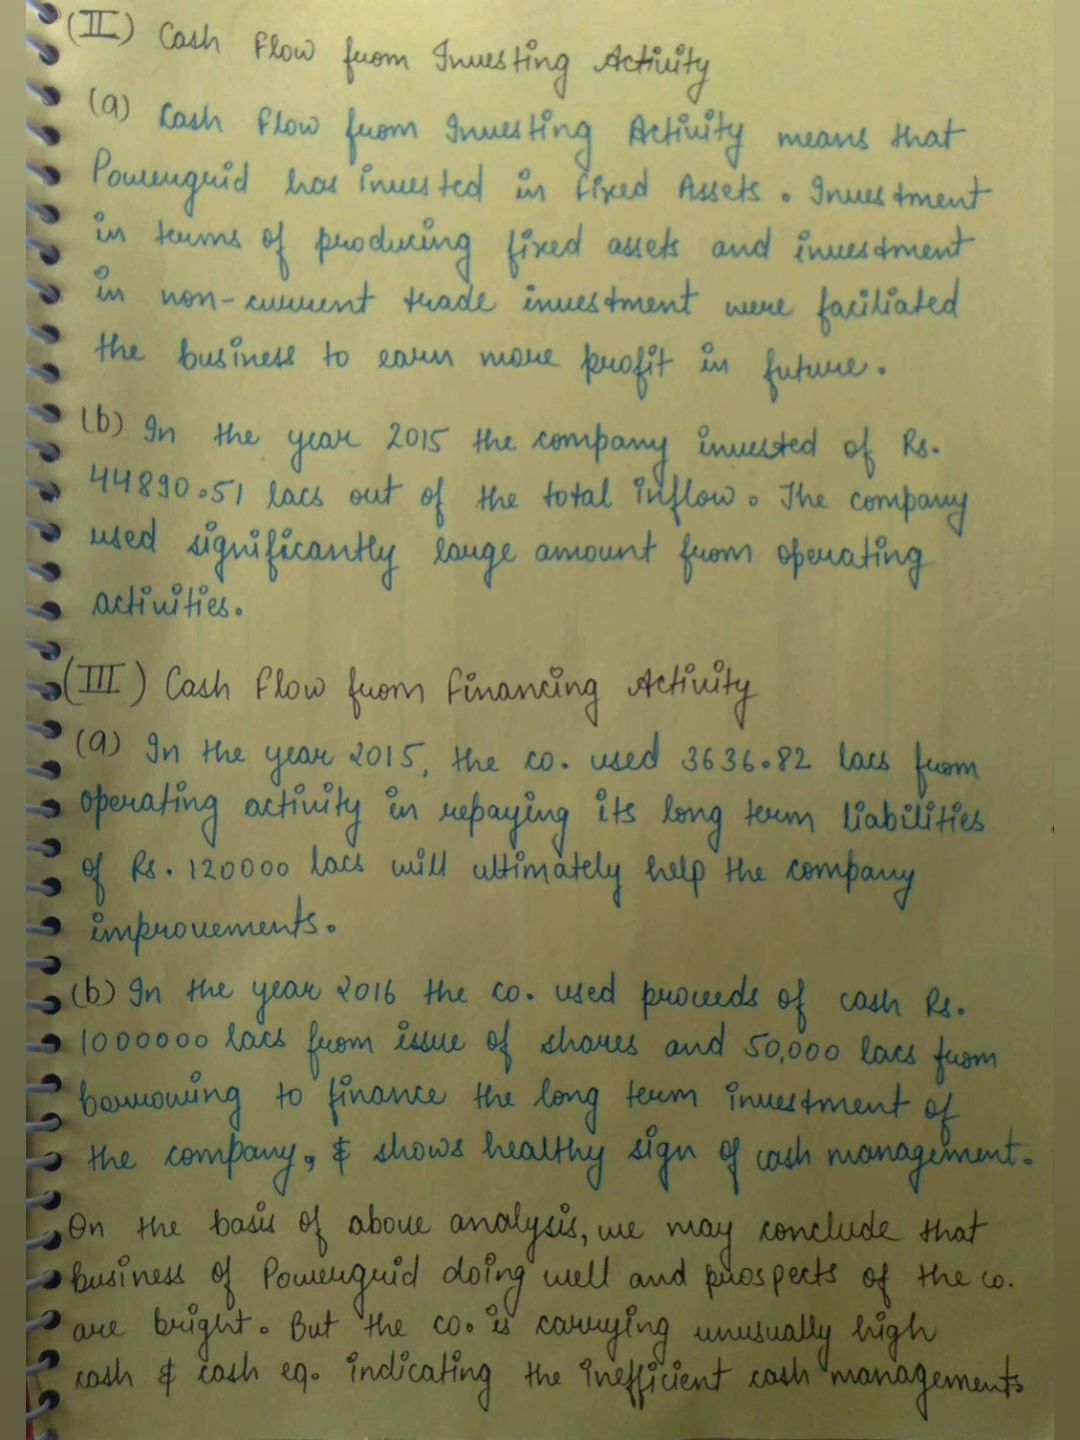 (II) Cash Flow from Investing Activity
(a) Cash Flow from Investing Activity means that
Powergrid has invested in Fixed Assets. Investment
in terms of producing fixed assets and investment
in non-current trade investment were faciliated
the business to earn more profit in future.
(b) In the year 2015 the company invested of Rs.
44890.51 lacs out of the total inflow. The company
used significantly large amount from operating
activities.
(III) Cash Flow from Financing Activity
(a) In the year 2015, the co. used 3636.82 lacs from
operating activity in repaying its long term liabilities
of Rs. 120000 lacs will ultimately help the company
improvements.
(b) In the year 2016 the co. used proceeds of cash Rs.
1000000 lacs from issue of shares and 50,000 lacs from
borrowing to finance the long term investment of
the company, & shows healthy sign of cash management.
On the basis of above analysis, we may conclude that
business of Powergrid doing well and prospects of the co.
are bright. But the co. is carrying unusually high
cash & cash eq. indicating the inefficient cash managements